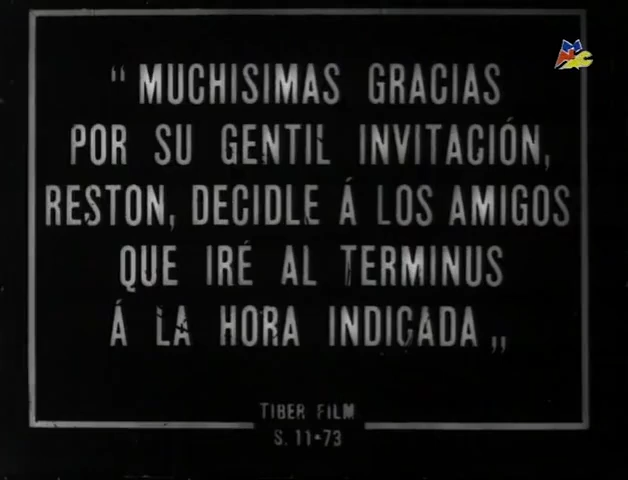 “ MUCHISIMAS GRACIAS
POR SU GENTIL INVITACIÓN,
RESTON, DECIDLE Á LOS AMIGOS
QUE IRÉ AL TERMINUS
Á LA HORA INDICADA „
TIBER FILM
S. 11-73